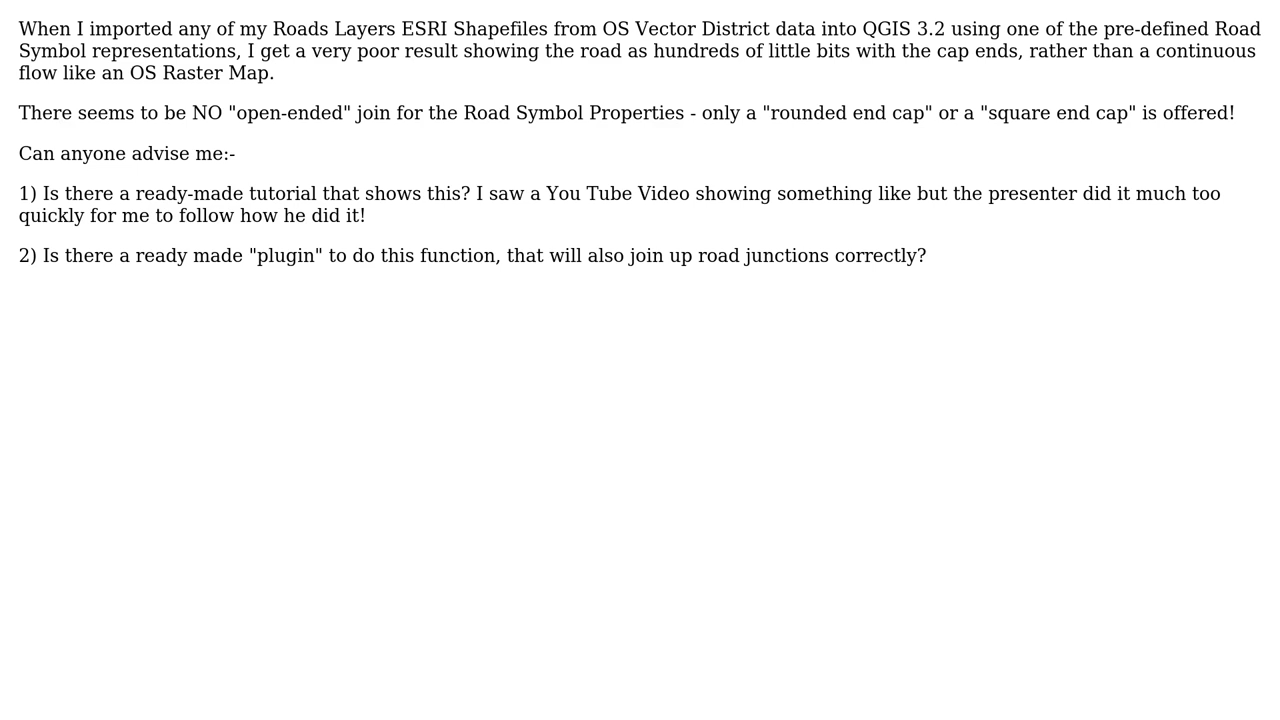 When I imported any of my Roads Layers ESRI Shapefiles from OS Vector District data into QGIS 3.2 using one of the pre-defined Road
Symbol representations, I get a very poor result showing the road as hundreds of little bits with the cap ends, rather than a continuous
flow like an OS Raster Map.
There seems to be NO "open-ended" join for the Road Symbol Properties - only a "rounded end cap" or a "square end cap" is offered!
Can anyone advise me:-
1) Is there a ready-made tutorial that shows this? I saw a You Tube Video showing something like but the presenter did it much too
quickly for me to follow how he did it!
2) Is there a ready made "plugin" to do this function, that will also join up road junctions correctly?